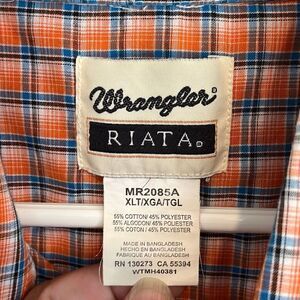 Wrangler®
RIATA®
MR2085A
XLT/XGA/TGL
55% COTTON/ 45% POLYESTER
55% ALGODON/ 45% POLIESTER
55% COTON / 45% POLYESTER
MADE IN BANGLADESH
HECHO EN BANGLADESH
FABRIQUE AU BANGLADESH
RN 130273 CA 55394
WTMH40381